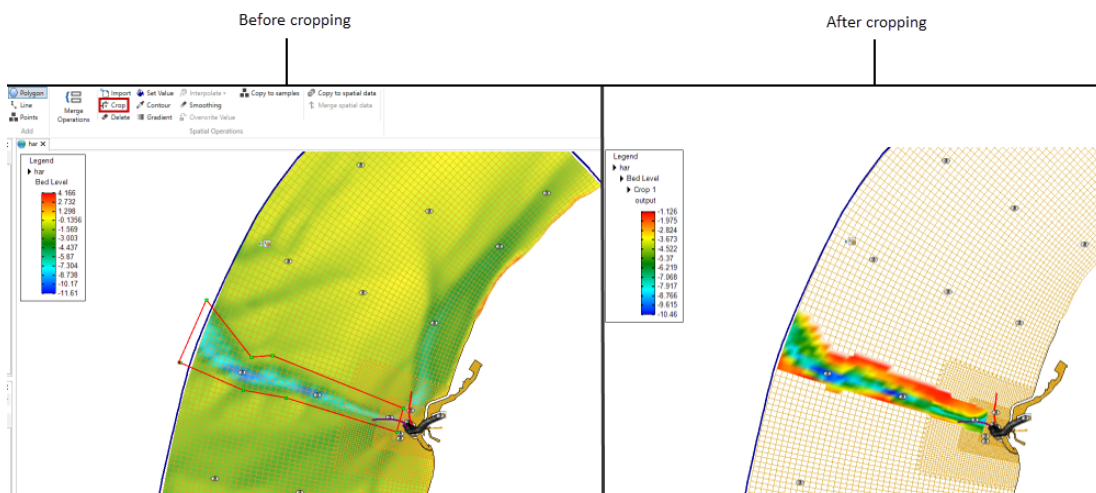 Before cropping
After cropping
Polygon
Import
Set Value
Interpolate
Copy to samples
Copy to spatial data
Line
Merge
Operations
Crop
Contour
Smoothing
Merge spatial data
Points
Delete
Gradient
Overwrite Value
Add
Spatial Operations
har X
Legend
har
Bed Level
4.166
2.732
1.298
-0.1356
-1.569
-3.003
-4.437
-5.87
-7.304
-8.738
-10.17
-11.61
Legend
har
Bed Level
Crop 1
output
-1.126
-1.975
-2.824
-3.673
-4.522
-5.37
-6.219
-7.068
-7.917
-8.766
-9.615
-10.46